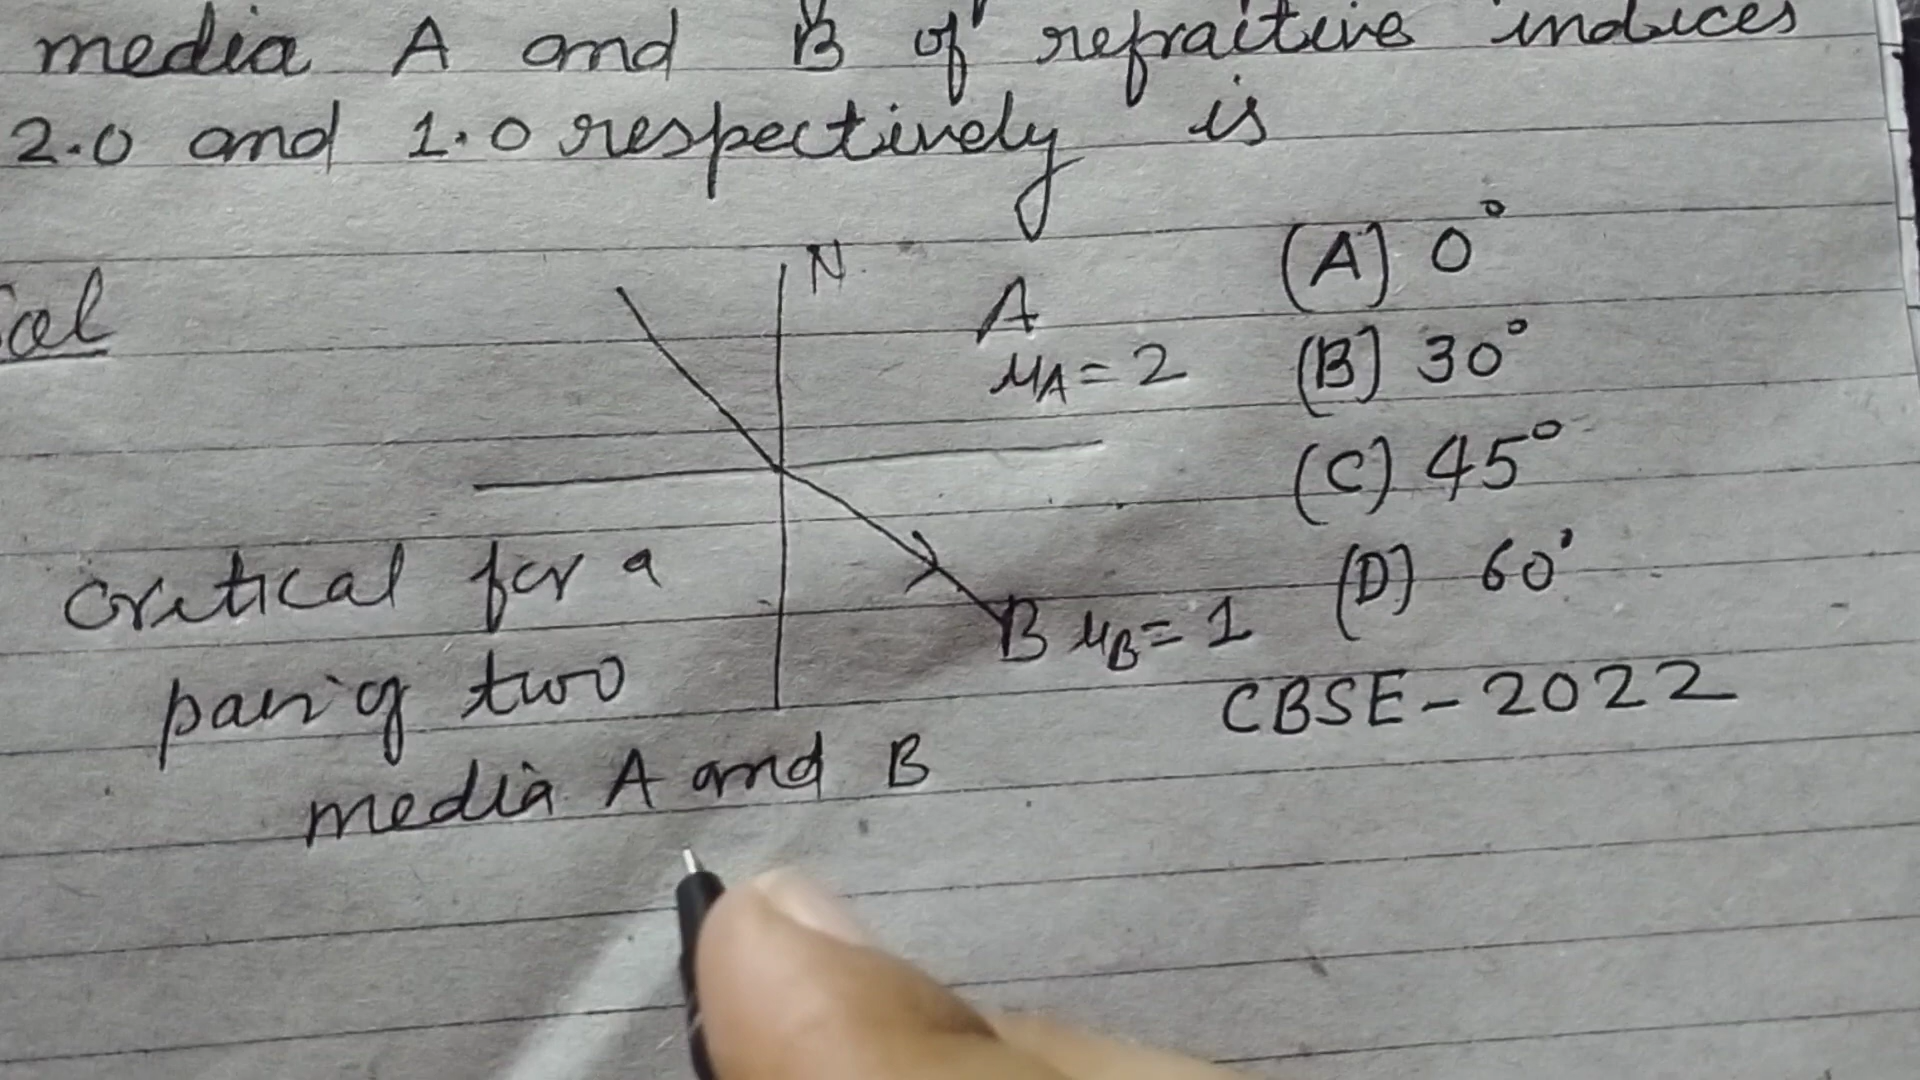 media A and B of refractive indices
2.0 and 1.0 respectively is
N
A
μA = 2
(A) 0°
(B) 30°
(C) 45°
(D) 60°
critical for a
pair of two
media A and B
B μB = 1
CBSE - 2022